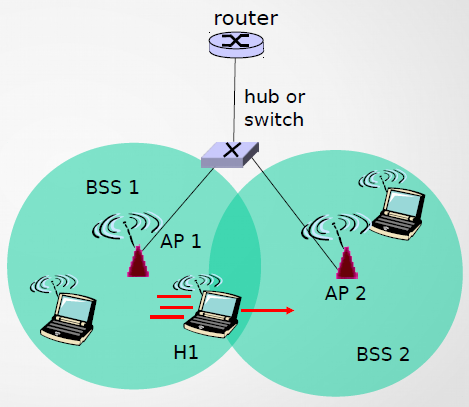 router
hub or
switch
BSS 1
AP 1
AP 2
H1
BSS 2